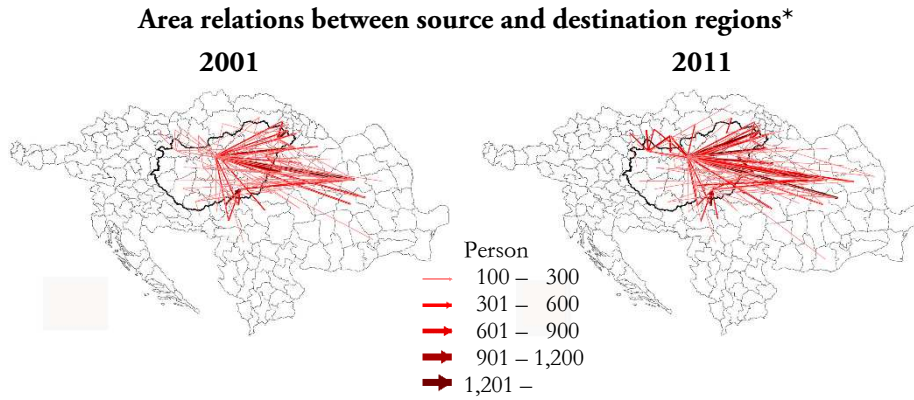 Area relations between source and destination regions*
2001 2011
Person
100 – 300
301 – 600
601 – 900
901 – 1,200
1,201 –